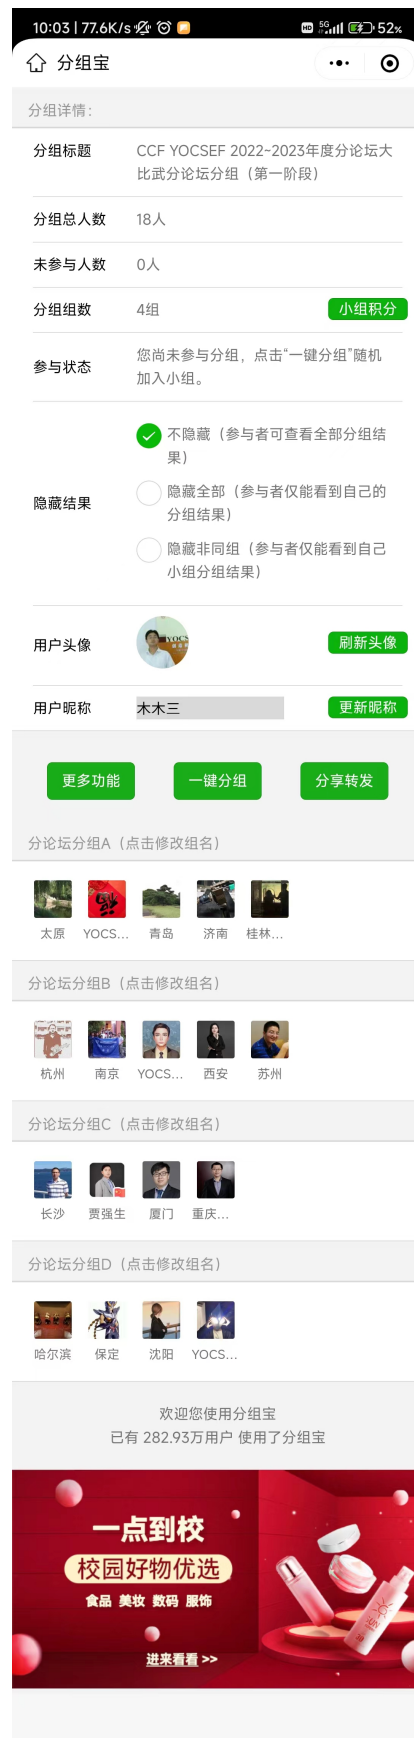 10:03 | 77.6K/s
HD 5G 52%
分组宝
分组详情:
分组标题
CCF YOCSEF 2022~2023年度分论坛大
比武分论坛分组（第一阶段）
分组总人数
18人
未参与人数
0人
分组组数
4组
小组积分
参与状态
您尚未参与分组，点击“一键分组”随机
加入小组。
隐藏结果
不隐藏（参与者可查看全部分组结
果）
隐藏全部（参与者仅能看到自己的
分组结果）
隐藏非同组（参与者仅能看到自己
小组分组结果）
用户头像
YOCS
刷新头像
用户昵称
木木三
更新昵称
更多功能
一键分组
分享转发
分论坛分组A（点击修改组名）
太原 YOCS... 青岛 济南 桂林...
分论坛分组B（点击修改组名）
杭州 南京 YOCS... 西安 苏州
分论坛分组C（点击修改组名）
长沙 贾强生 厦门 重庆...
分论坛分组D（点击修改组名）
哈尔滨 保定 沈阳 YOCS...
欢迎您使用分组宝
已有 282.93万用户 使用了分组宝
一点到校
校园好物优选
食品 美妆 数码 服饰
进来看看 >>